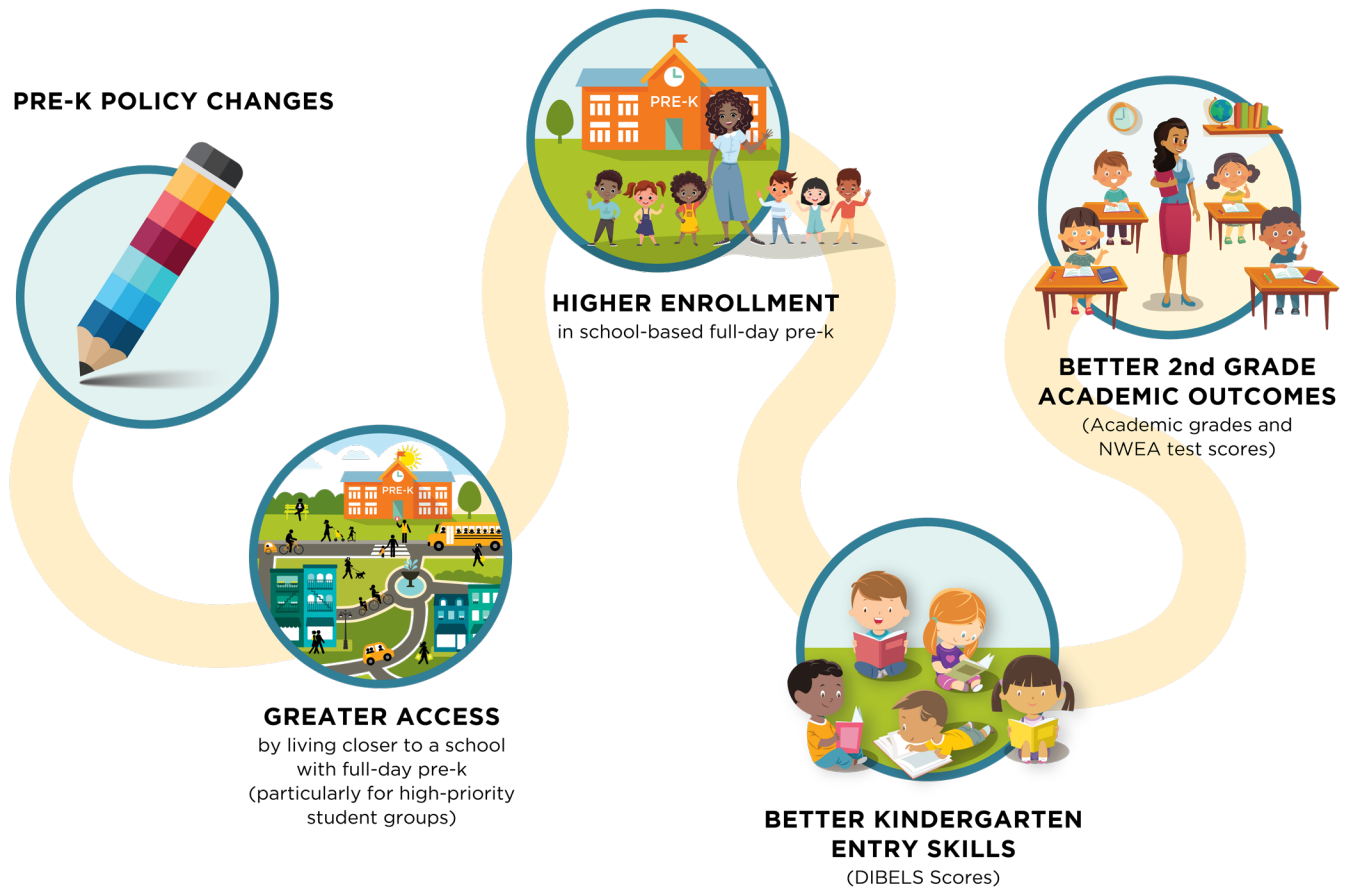 PRE-K POLICY CHANGES
PRE-K
GREATER ACCESS
by living closer to a school
with full-day pre-k
(particularly for high-priority
student groups)
PRE-K
HIGHER ENROLLMENT
in school-based full-day pre-k
BETTER KINDERGARTEN
ENTRY SKILLS
(DIBELS Scores)
BETTER 2nd GRADE
ACADEMIC OUTCOMES
(Academic grades and
NWEA test scores)